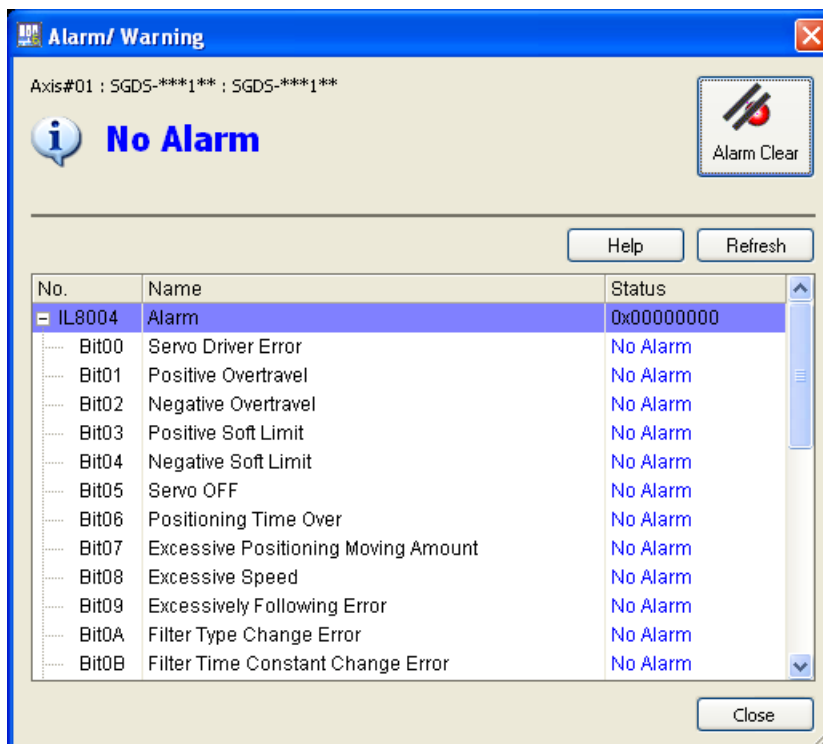 Alarm/ Warning
Axis#01 : SGDS-***1** : SGDS-***1**
No Alarm
Alarm Clear
Help Refresh
No. Name Status
IL8004 Alarm 0x00000000
Bit00 Servo Driver Error No Alarm
Bit01 Positive Overtravel No Alarm
Bit02 Negative Overtravel No Alarm
Bit03 Positive Soft Limit No Alarm
Bit04 Negative Soft Limit No Alarm
Bit05 Servo OFF No Alarm
Bit06 Positioning Time Over No Alarm
Bit07 Excessive Positioning Moving Amount No Alarm
Bit08 Excessive Speed No Alarm
Bit09 Excessively Following Error No Alarm
Bit0A Filter Type Change Error No Alarm
Bit0B Filter Time Constant Change Error No Alarm
Close